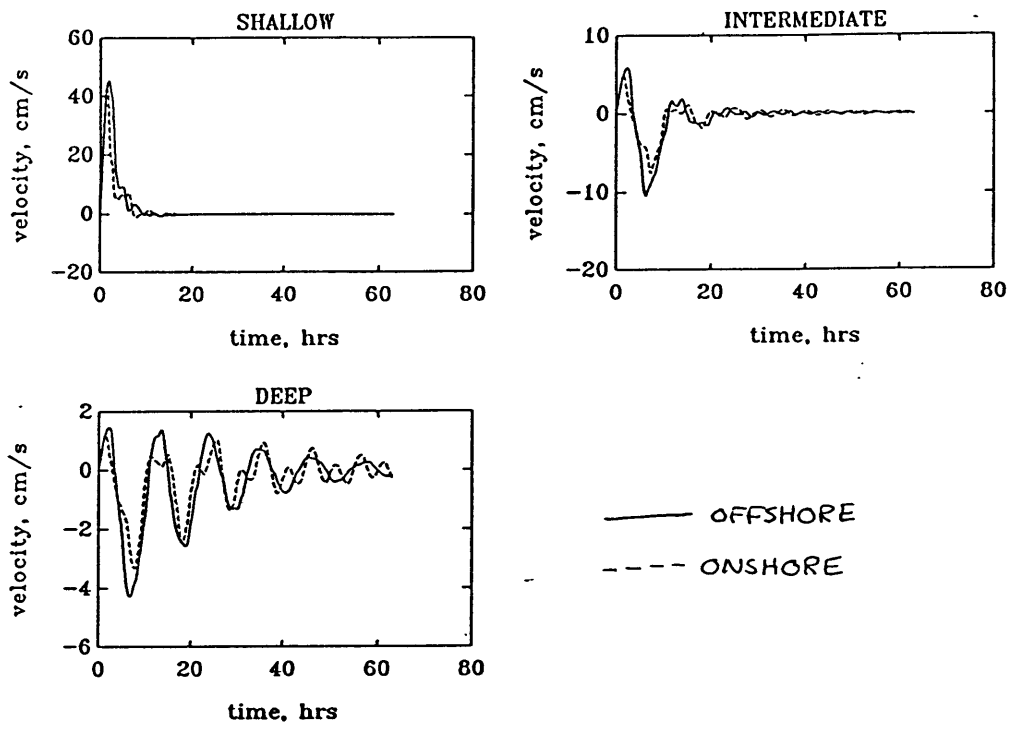 SHALLOW
60
40
20
0
−20
velocity, cm/s
0 20 40 60 80
time, hrs
INTERMEDIATE
10
0
−10
−20
velocity, cm/s
0 20 40 60 80
time, hrs
DEEP
2
0
−2
−4
−6
velocity, cm/s
0 20 40 60 80
time, hrs
OFFSHORE
ONSHORE